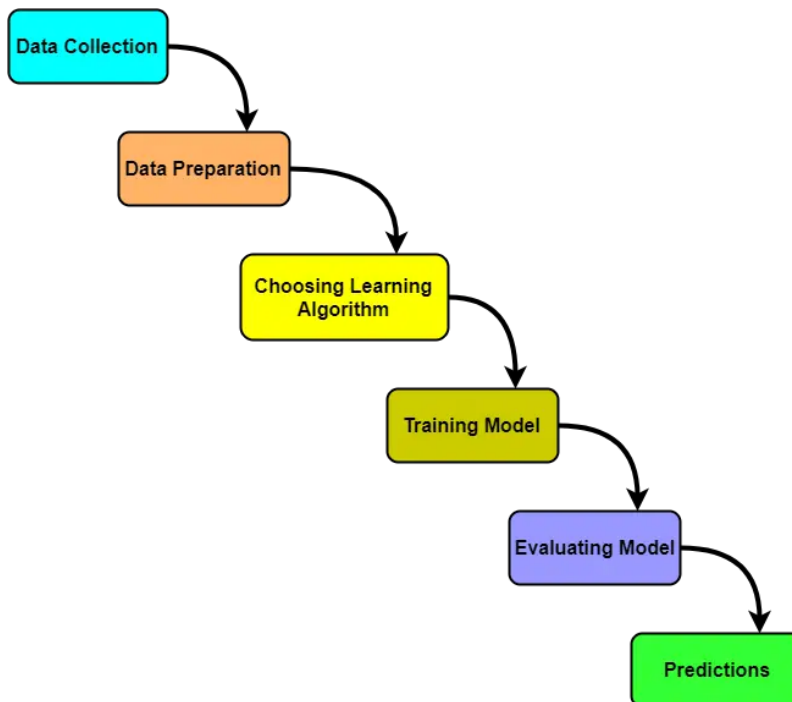 Data Collection
Data Preparation
Choosing Learning
Algorithm
Training Model
Evaluating Model
Predictions